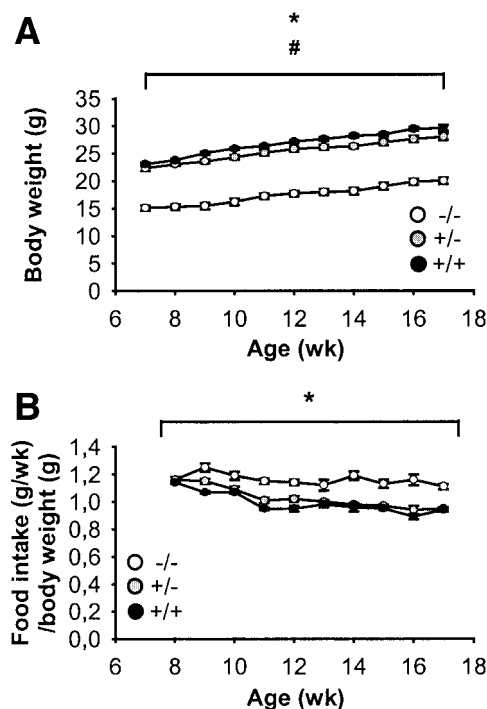 A
*
#
Body weight (g)
35
30
25
20
15
10
5
0
-/-
+/-
+/+
6 8 10 12 14 16 18
Age (wk)
B
*
Food intake (g/wk)
/body weight (g)
1,4
1,2
1,0
0,8
0,6
0,4
0,2
0,0
-/-
+/-
+/+
6 8 10 12 14 16 18
Age (wk)